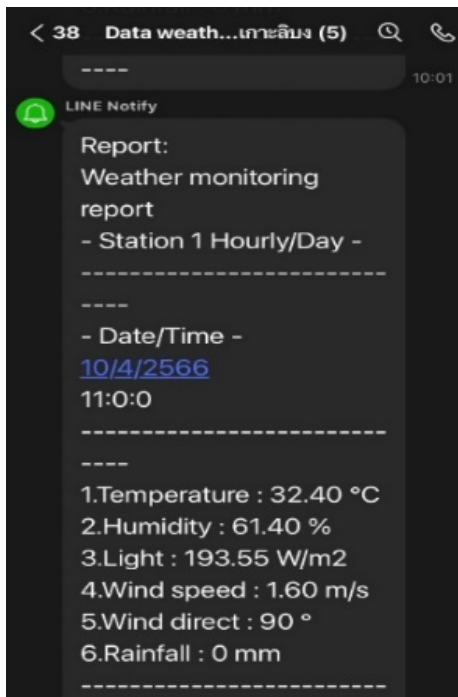 < 38 Data weath...เกาะลิบง (5)
----
10:01
LINE Notify
Report:
Weather monitoring
report
- Station 1 Hourly/Day -
-------------------------
----
- Date/Time -
10/4/2566
11:0:0
-------------------------
----
1.Temperature : 32.40 °C
2.Humidity : 61.40 %
3.Light : 193.55 W/m2
4.Wind speed : 1.60 m/s
5.Wind direct : 90 °
6.Rainfall : 0 mm
-------------------------